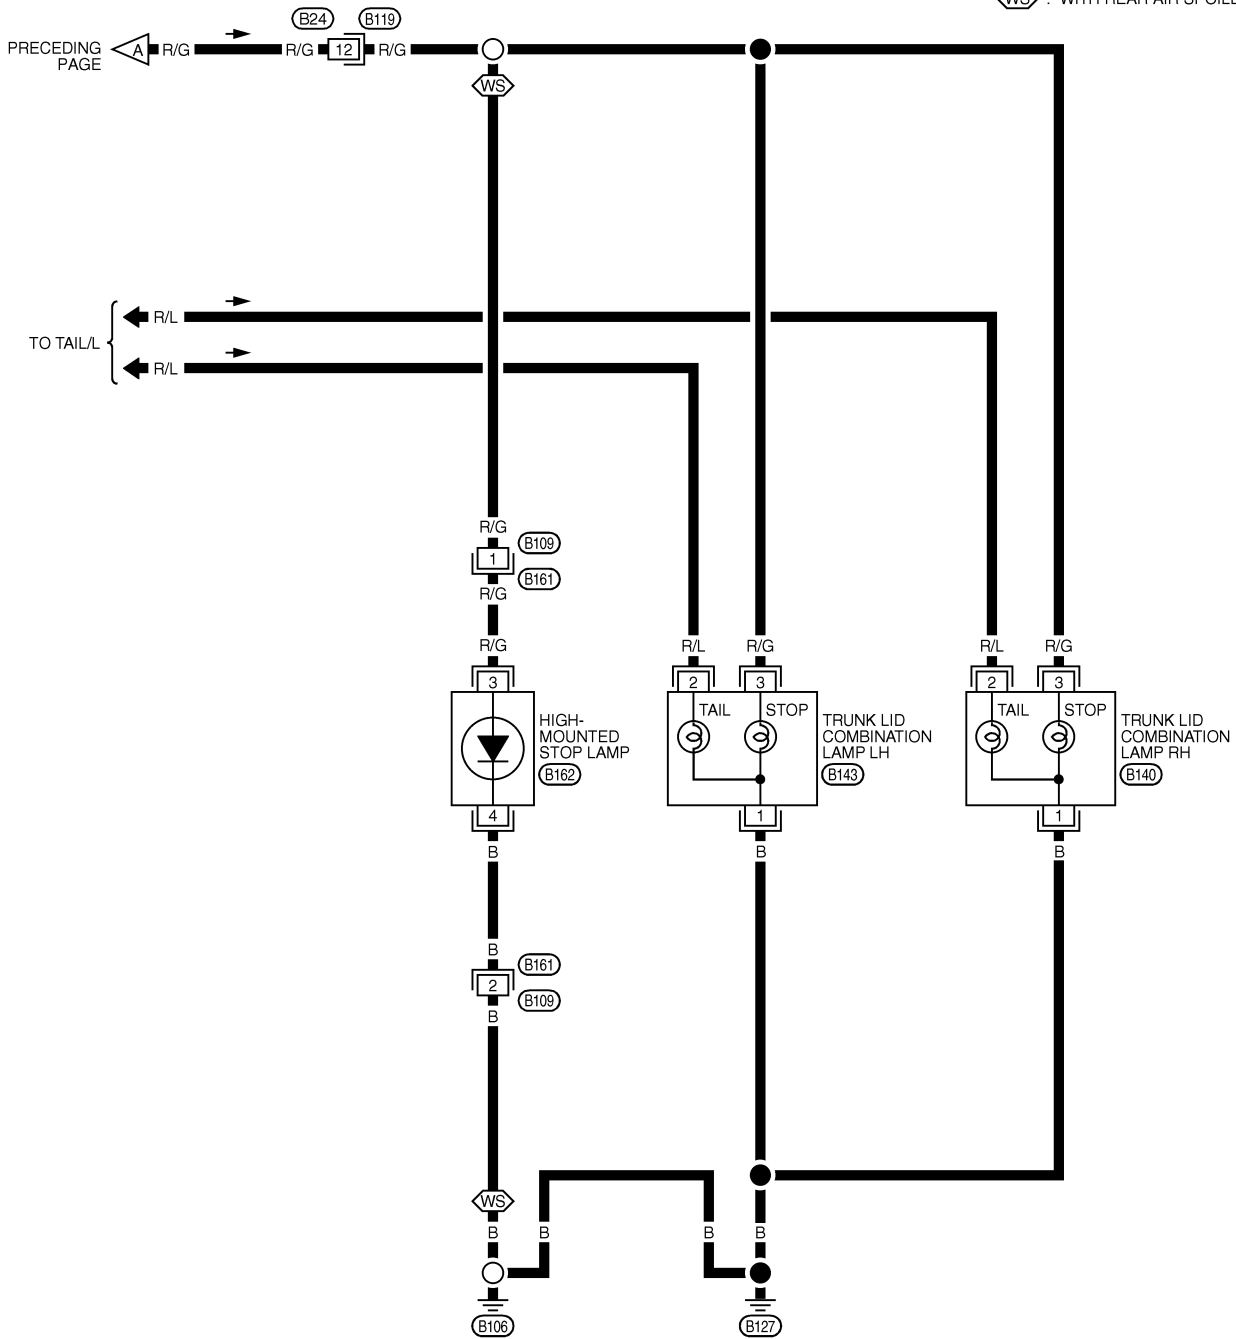 WS : WITH REAR AIR
B24 B119
PRECEDING
PAGE
A R/G R/G 12 R/G
WS
TO TAIL/L
R/L
R/L
R/G
1
B109
B161
R/G
R/G
R/L
R/G
R/L
R/G
3
2
3
2
3
HIGH-
MOUNTED
STOP LAMP
B162
TAIL
STOP
TRUNK LID
COMBINATION
LAMP LH
B143
TAIL
STOP
TRUNK LID
COMBINATION
LAMP RH
B140
4
1
1
B
B
B
B
B161
2
B109
B
WS
B
B
B
B
B106
B127